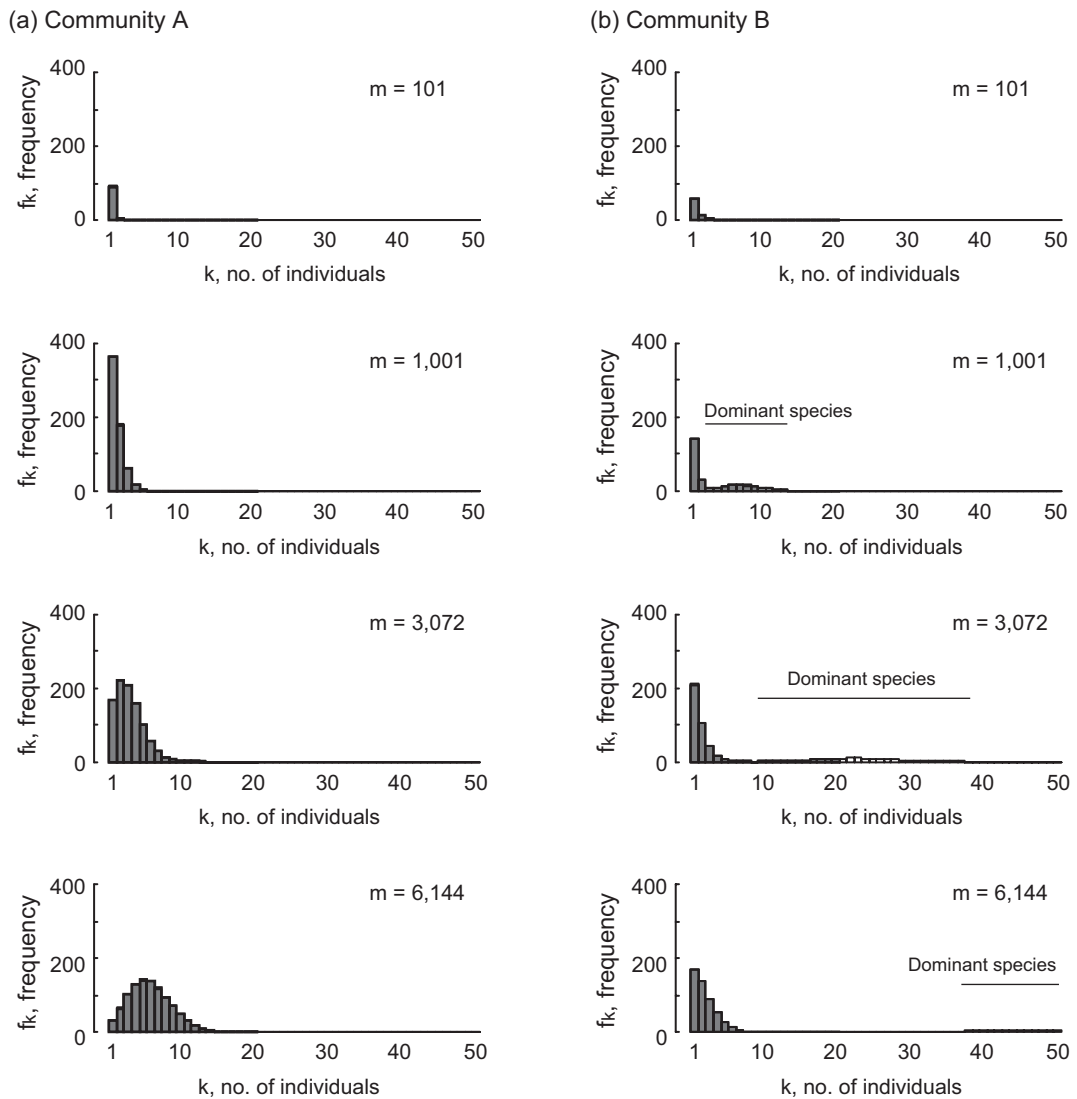 (a) Community A
400
200
0
fk, frequency
m = 101
1 10 20 30 40 50
k, no. of individuals
400
200
0
fk, frequency
m = 1,001
1 10 20 30 40 50
k, no. of individuals
400
200
0
fk, frequency
m = 3,072
1 10 20 30 40 50
k, no. of individuals
400
200
0
fk, frequency
m = 6,144
1 10 20 30 40 50
k, no. of individuals
(b) Community B
400
200
0
fk, frequency
m = 101
1 10 20 30 40 50
k, no. of individuals
400
200
0
fk, frequency
m = 1,001
Dominant species
1 10 20 30 40 50
k, no. of individuals
400
200
0
fk, frequency
m = 3,072
Dominant species
1 10 20 30 40 50
k, no. of individuals
400
200
0
fk, frequency
m = 6,144
Dominant species
1 10 20 30 40 50
k, no. of individuals